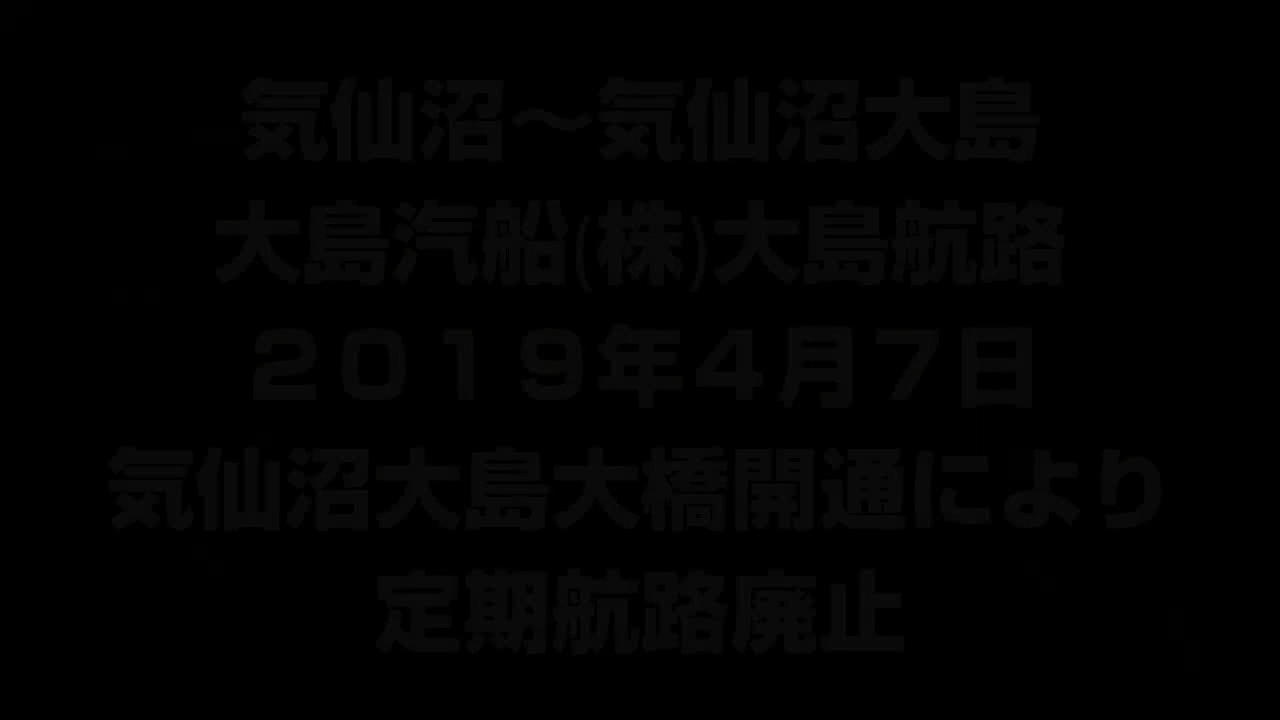 気仙沼～気仙沼大島
大島汽船(株)大島航路
２０１９年４月７日
気仙沼大島大橋開通により
定期航路廃止